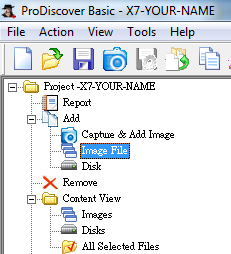 ProDiscover Basic - X7-YOUR-NAME
File Action View Tools Help
Project -X7-YOUR-NAME
Report
Add
Capture & Add Image
Image File
Disk
Remove
Content View
Images
Disks
All Selected Files